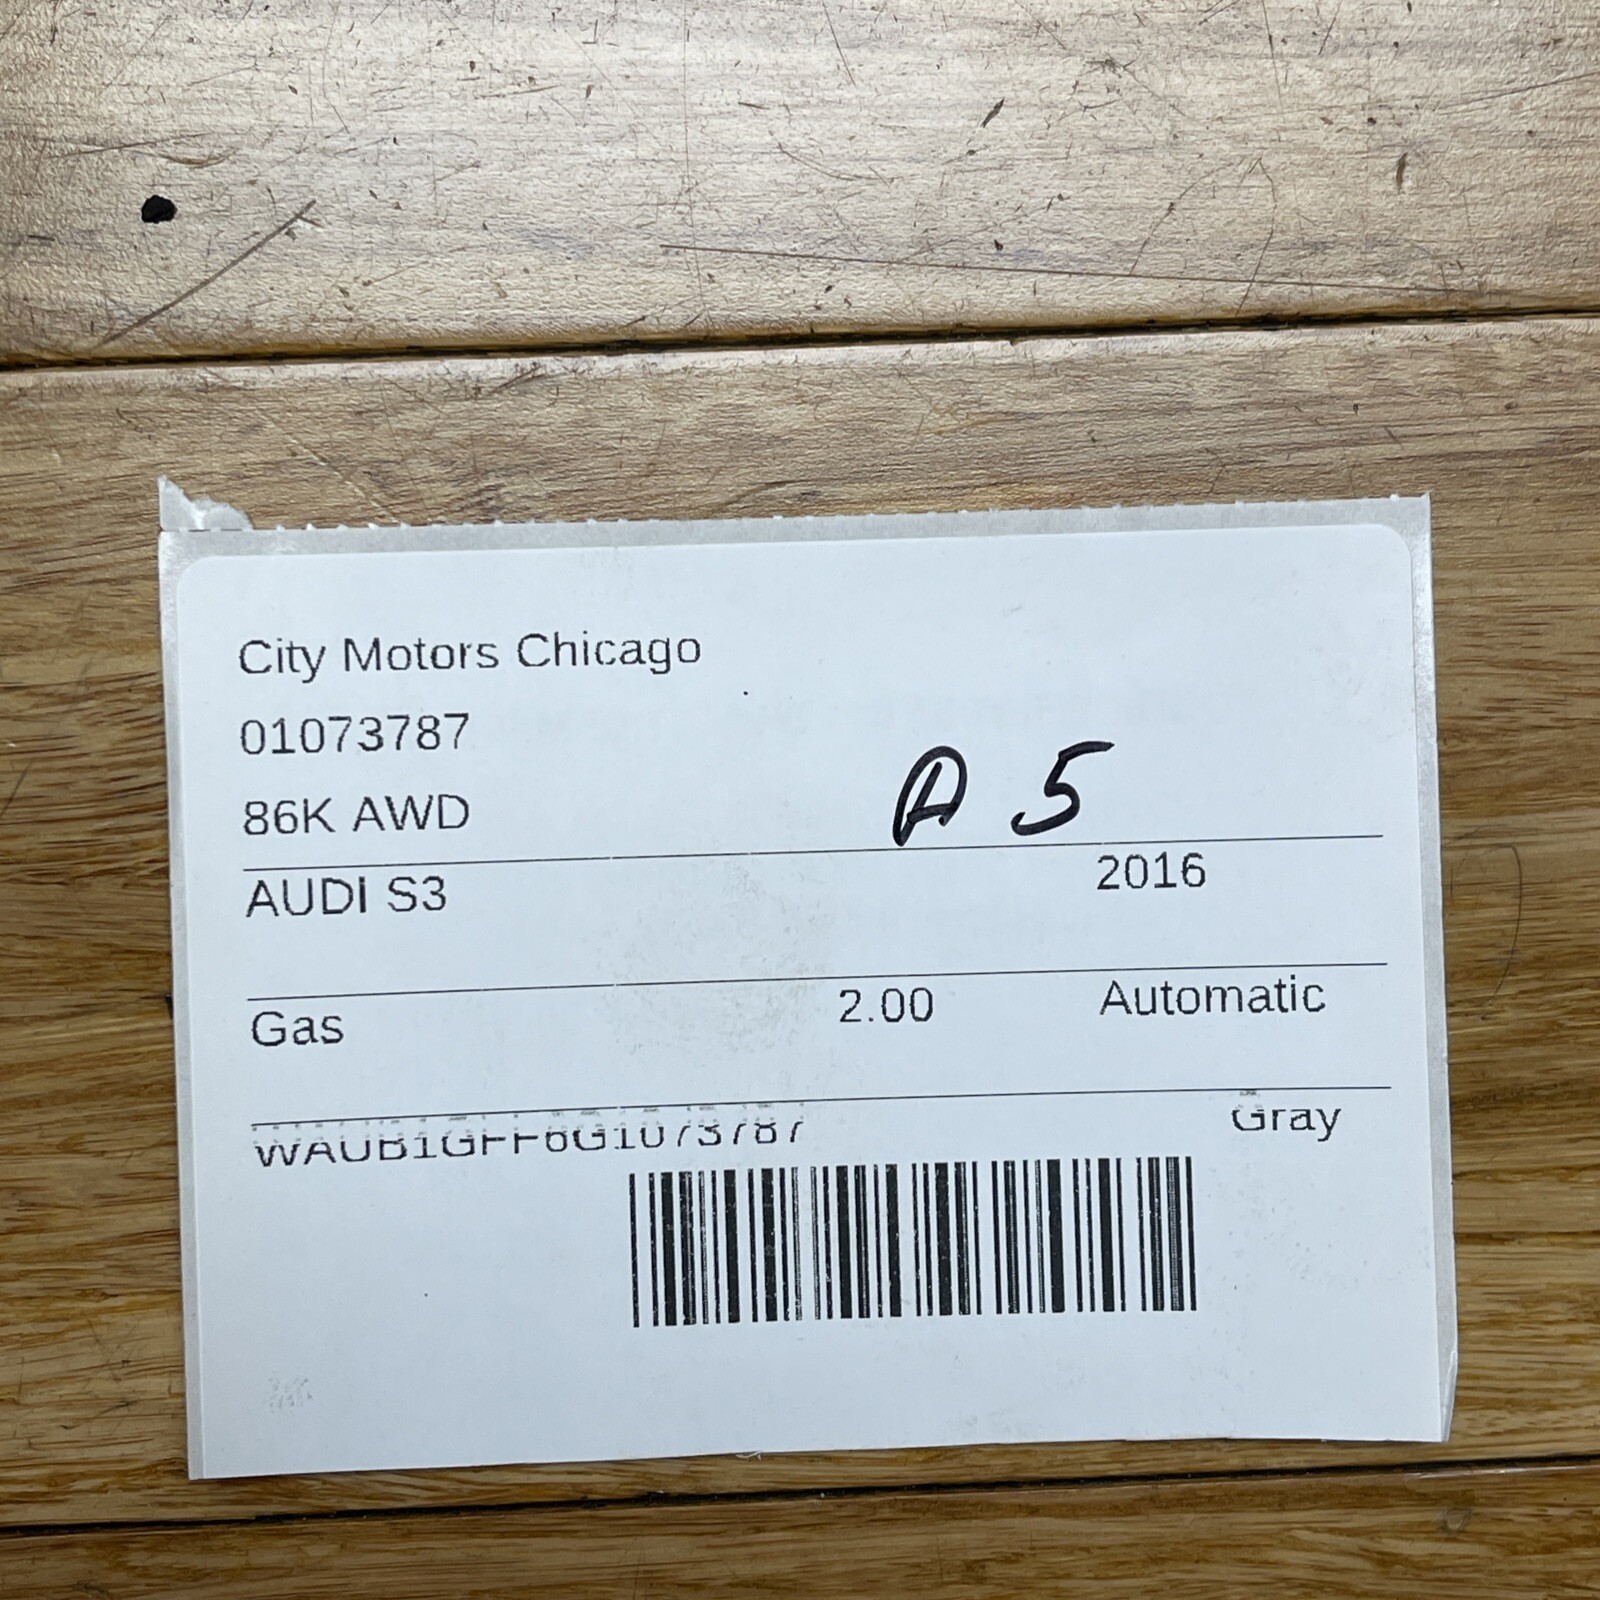 City Motors Chicago
01073787
86K AWD
A 5
AUDI S3 2016
Gas 2.00 Automatic
WAUB1GFF6G1073787 Gray